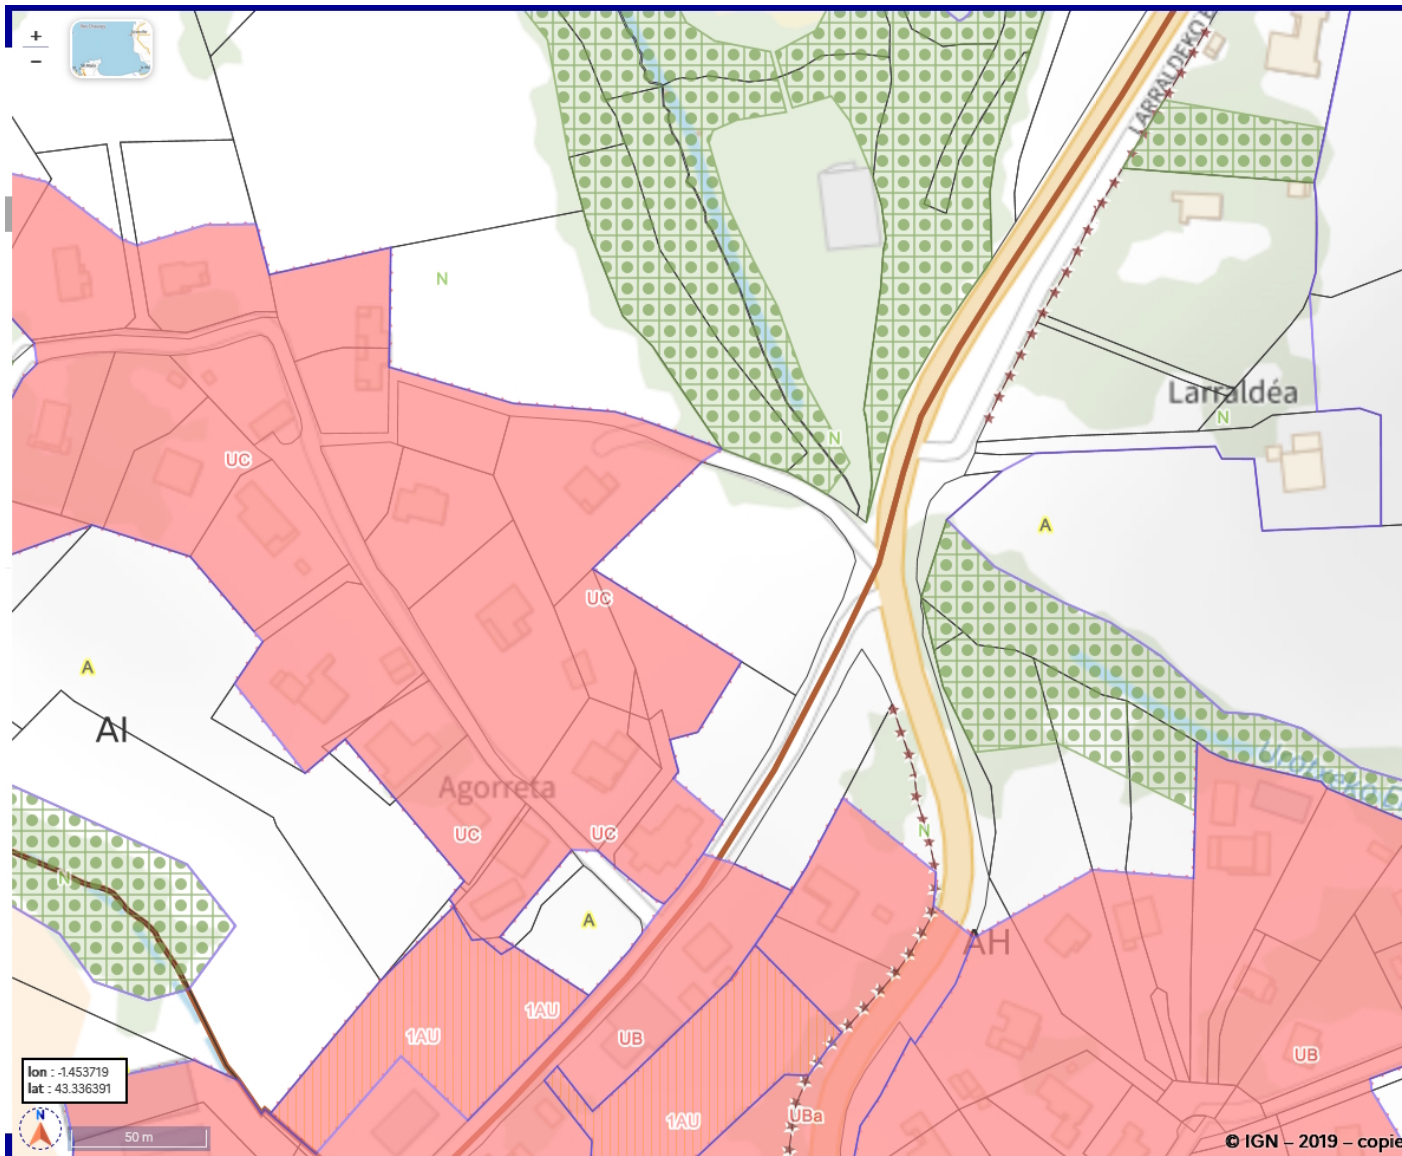 +
LARRALDEKO
−
N
Larraldéa
N
N
UC
A
UC
A
AI
Agorreta
UC
UC
N
N
A
AH
1AU
1AU
UB
UB
1AU
UBa
lon : -1.453719
lat : 43.336391
N
50 m
© IGN – 2019 – copie